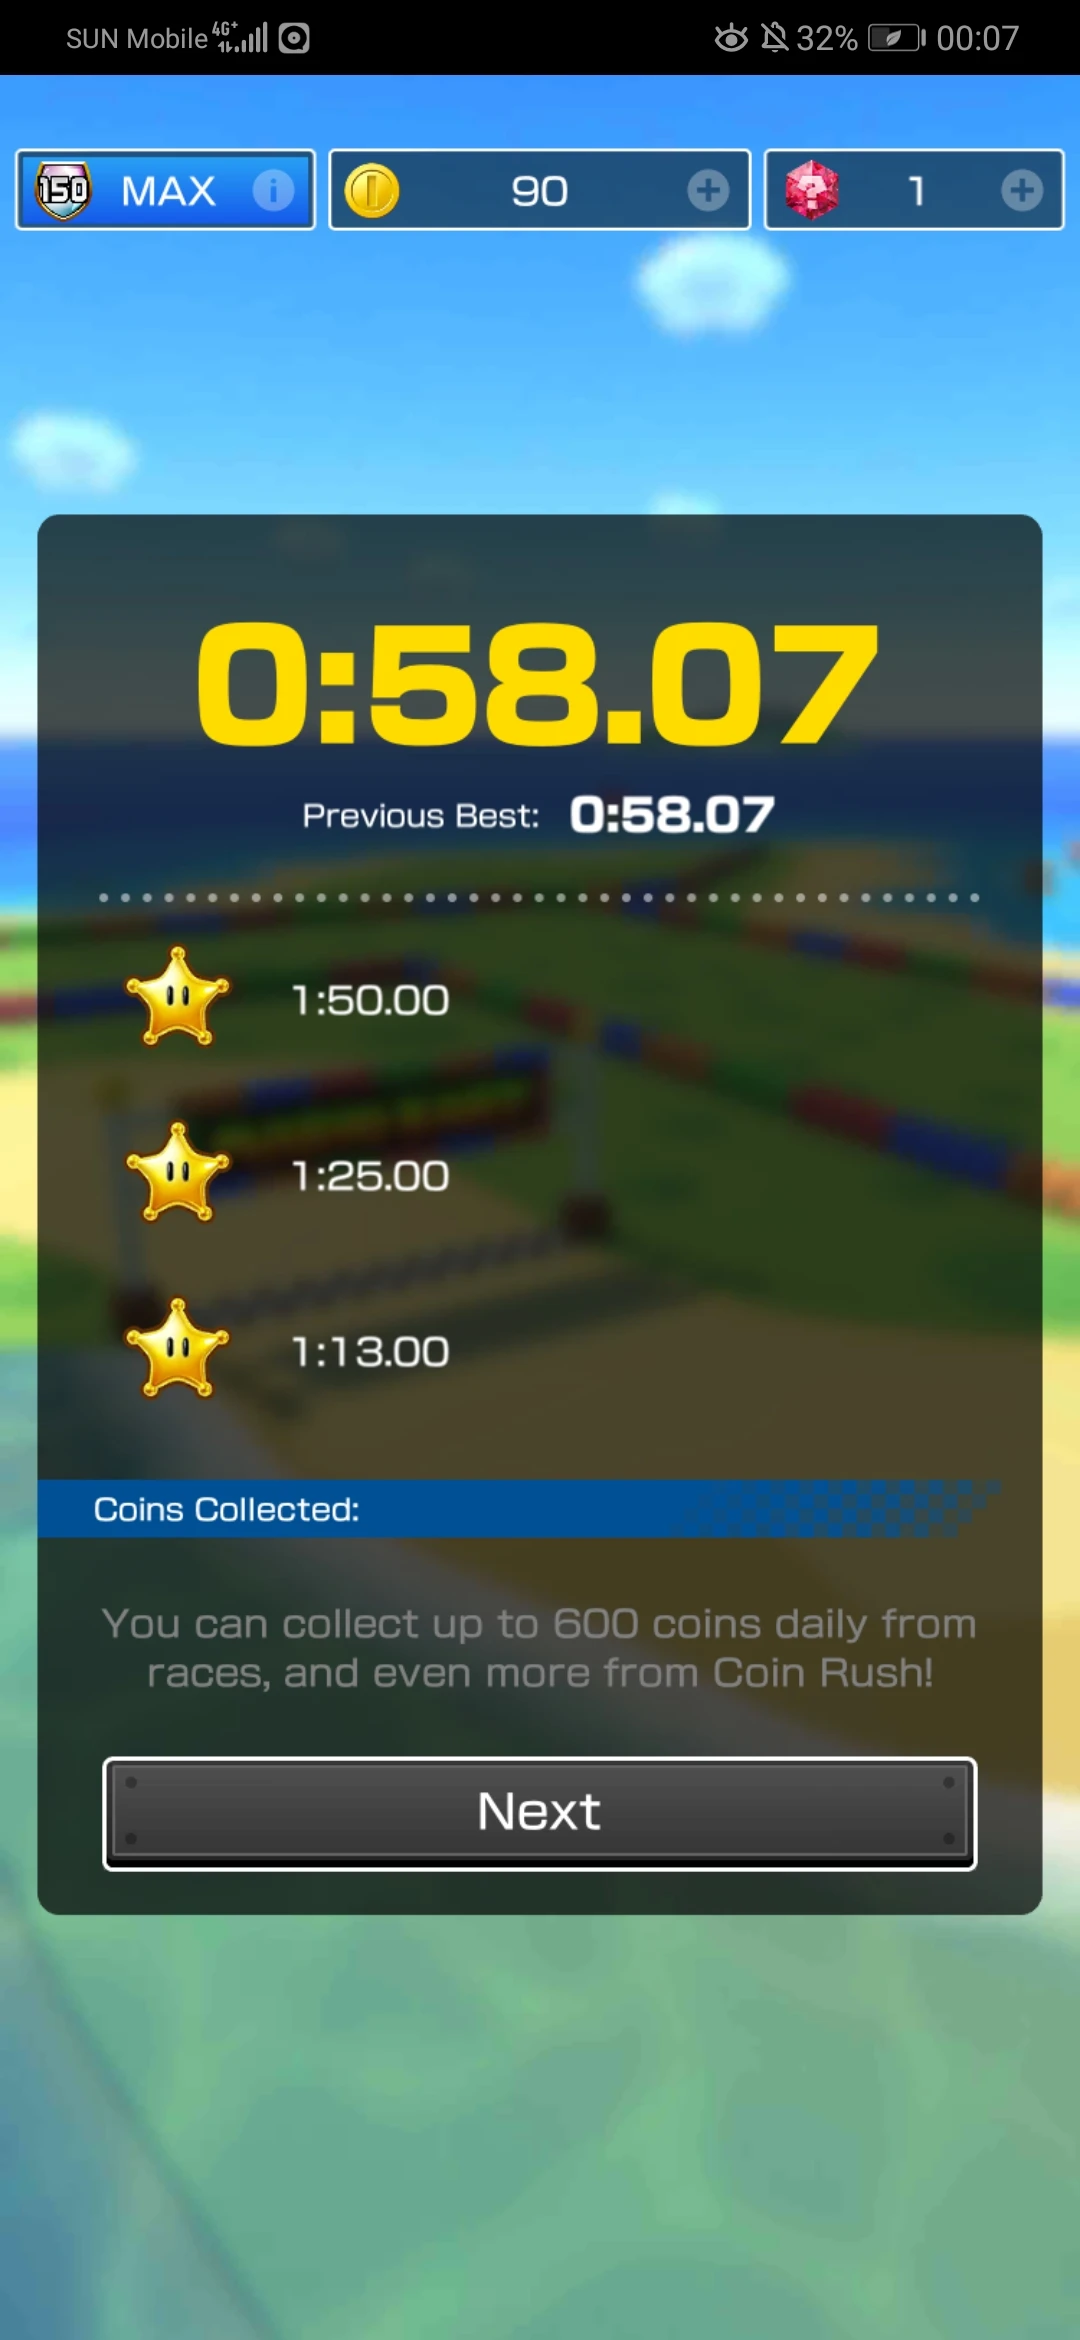 SUN Mobile 4G+ 32% 00:07
150 MAX i 90 + 1 +
0:58.07
Previous Best: 0:58.07
1:50.00
1:25.00
1:13.00
Coins Collected:
You can collect up to 600 coins daily from
races, and even more from Coin Rush!
Next